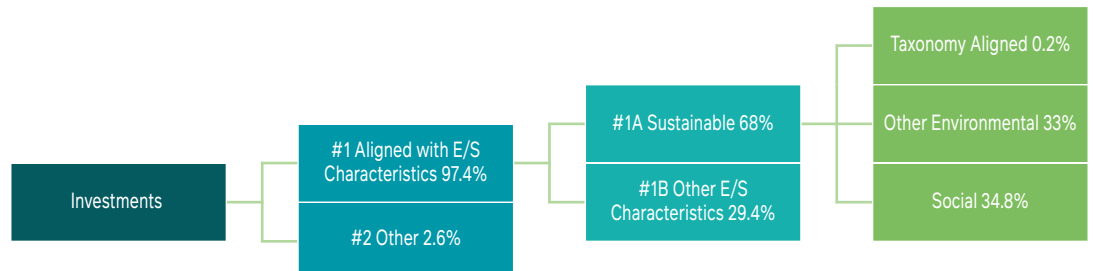 Investments
#1 Aligned with E/S
Characteristics 97.4%
#2 Other 2.6%
#1A Sustainable 68%
#1B Other E/S
Characteristics 29.4%
Taxonomy Aligned 0.2%
Other Environmental 33%
Social 34.8%